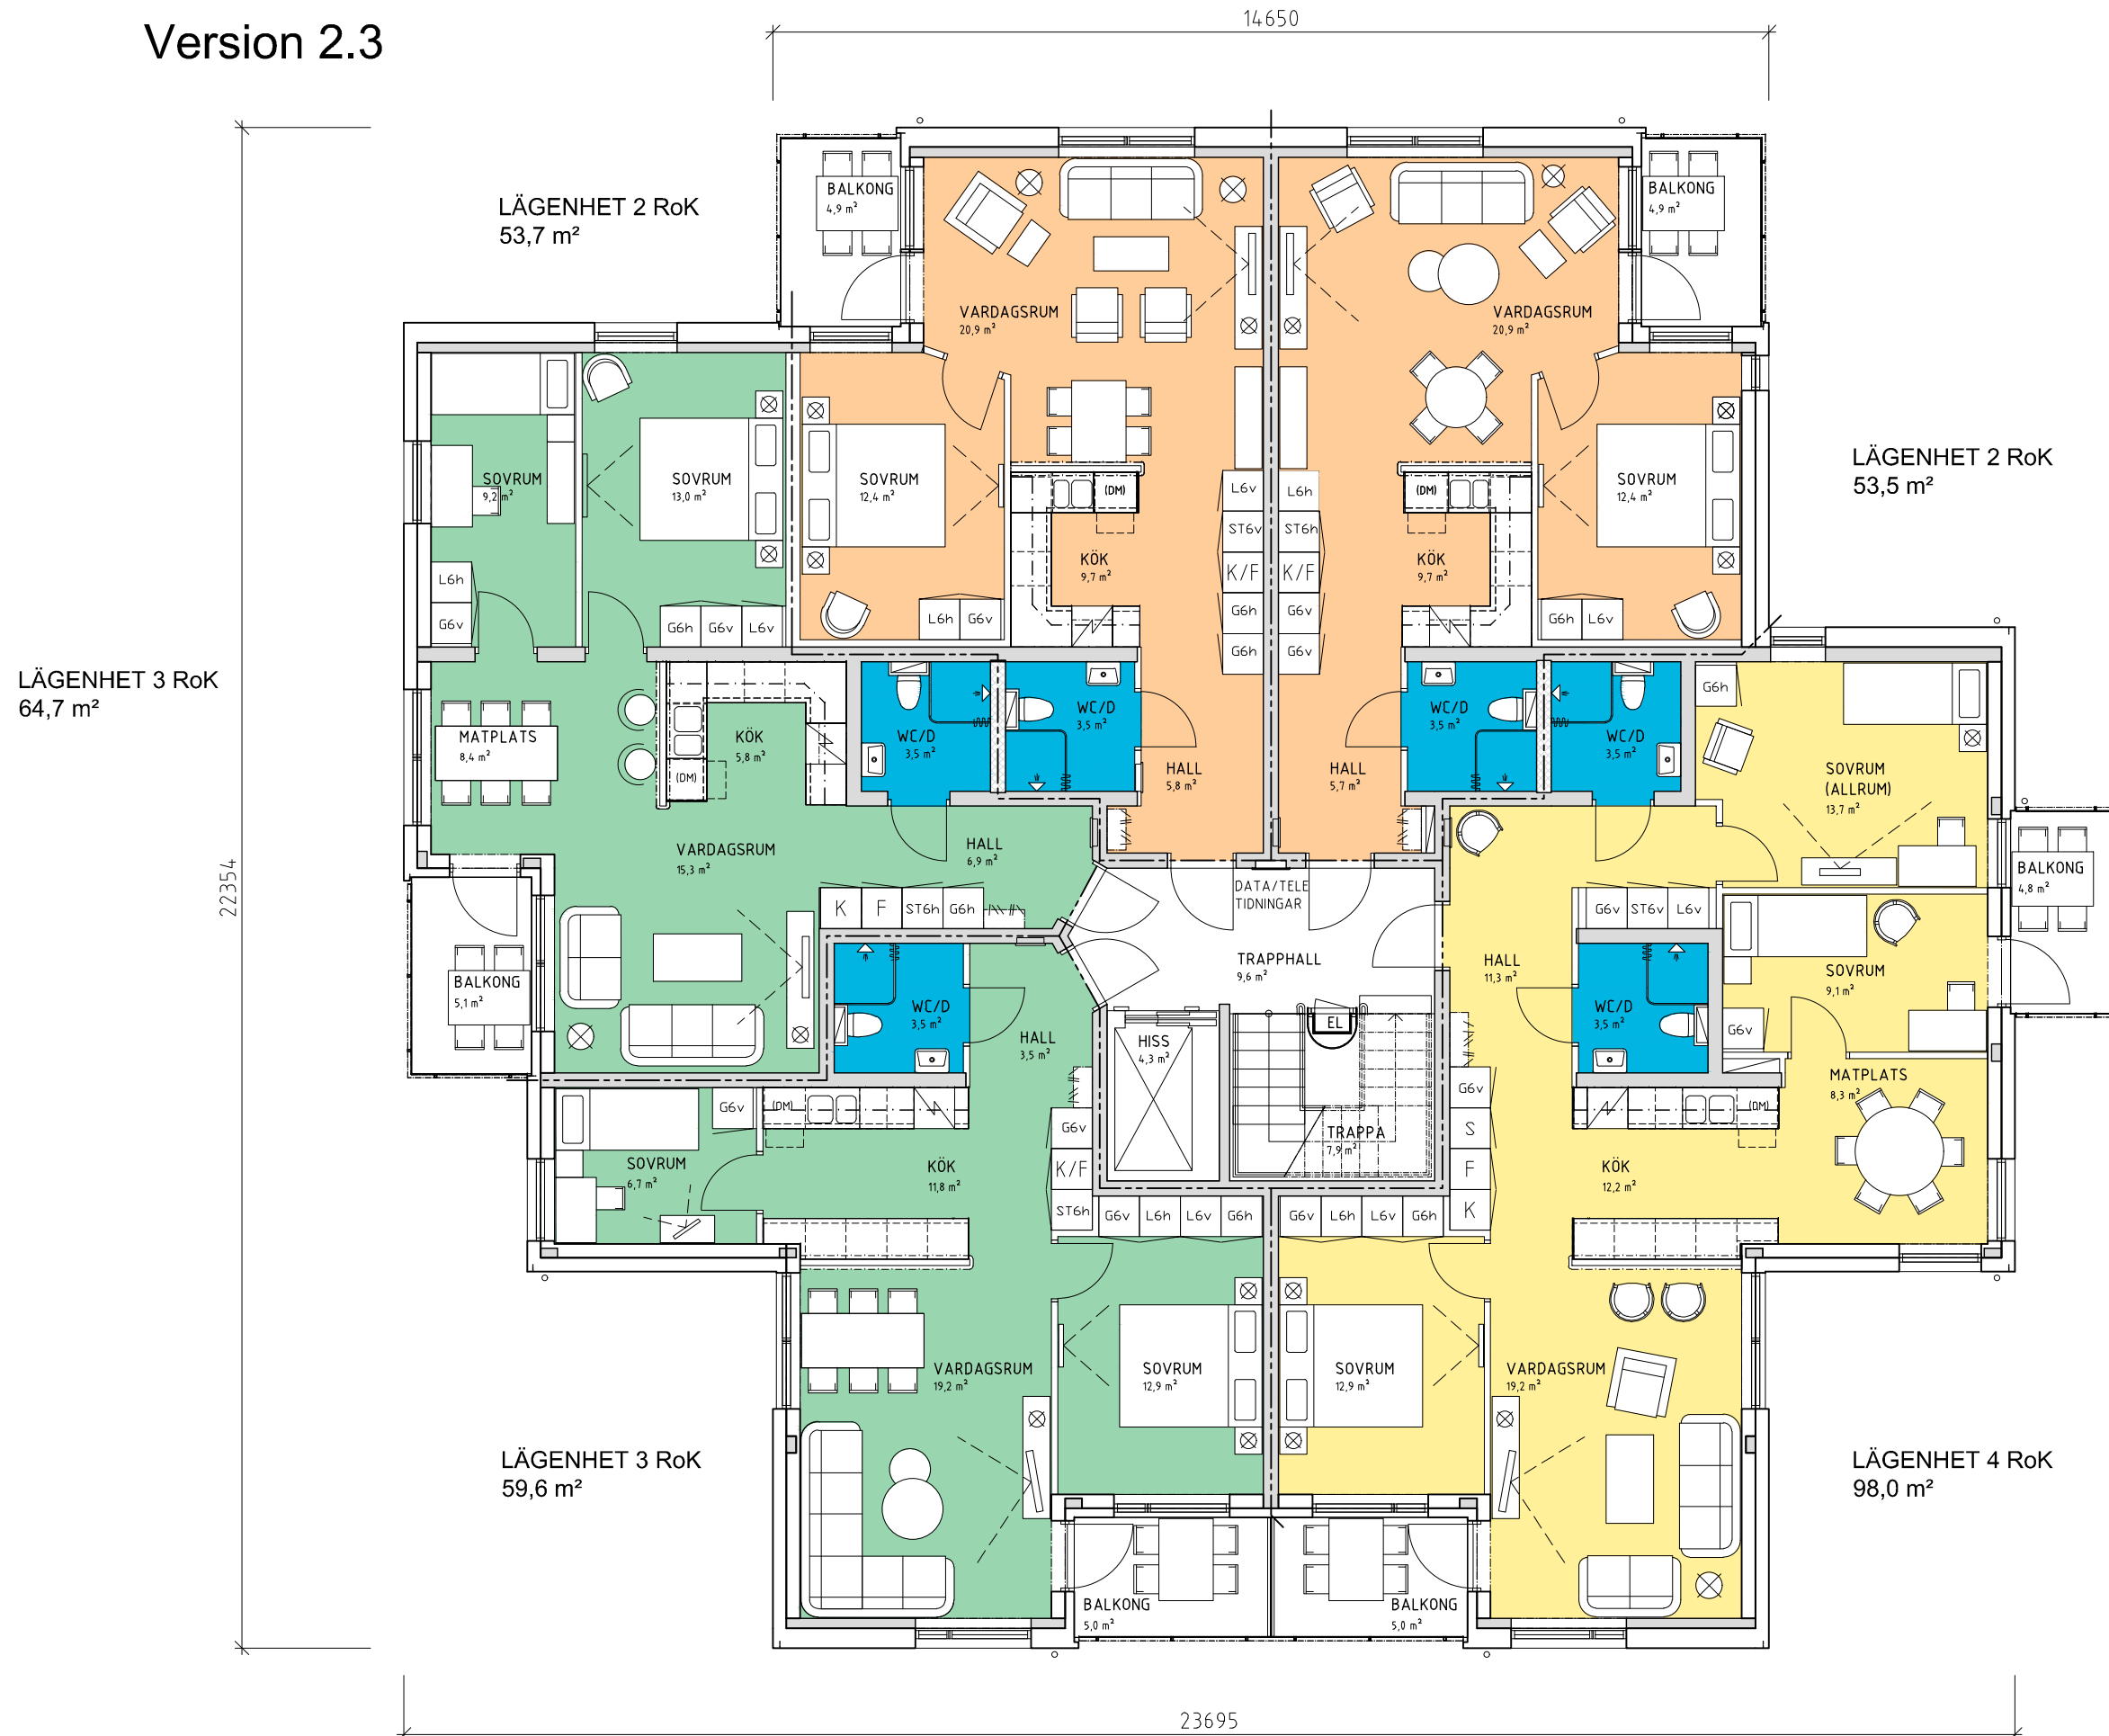 Version 2.3
14650
22354
23695
LÄGENHET 2 RoK
53,7 m²
LÄGENHET 2 RoK
53,5 m²
LÄGENHET 3 RoK
64,7 m²
LÄGENHET 3 RoK
59,6 m²
LÄGENHET 4 RoK
98,0 m²
BALKONG
4,9 m²
VARDAGSRUM
20,9 m²
SOVRUM
12,4 m²
KÖK
9,7 m²
(DM)
L6v
ST6v
K/F
G6h
G6h
L6h
G6v
WC/D
3,5 m²
HALL
5,8 m²
BALKONG
4,9 m²
VARDAGSRUM
20,9 m²
SOVRUM
12,4 m²
KÖK
9,7 m²
(DM)
L6h
ST6h
K/F
G6v
G6v
G6h
L6v
WC/D
3,5 m²
HALL
5,7 m²
SOVRUM
9,2 m²
L6h
G6v
SOVRUM
13,0 m²
G6h
G6v
L6v
MATPLATS
8,4 m²
KÖK
5,8 m²
(DM)
WC/D
3,5 m²
VARDAGSRUM
15,3 m²
HALL
6,9 m²
K
F
ST6h
G6h
BALKONG
5,1 m²
WC/D
3,5 m²
HALL
3,5 m²
SOVRUM
6,7 m²
G6v
(DM)
KÖK
11,8 m²
G6v
K/F
ST6h
G6v
L6h
L6v
G6h
VARDAGSRUM
19,2 m²
SOVRUM
12,9 m²
BALKONG
5,0 m²
DATA/TELE
TIDNINGAR
TRAPPHALL
9,6 m²
HISS
4,3 m²
EL
TRAPPA
7,9 m²
WC/D
3,5 m²
G6h
SOVRUM
(ALLRUM)
13,7 m²
BALKONG
4,8 m²
G6v
ST6v
L6v
HALL
11,3 m²
SOVRUM
9,1 m²
G6v
WC/D
3,5 m²
MATPLATS
8,3 m²
(DM)
KÖK
12,2 m²
G6v
S
F
K
G6v
L6h
L6v
G6h
SOVRUM
12,9 m²
VARDAGSRUM
19,2 m²
BALKONG
5,0 m²